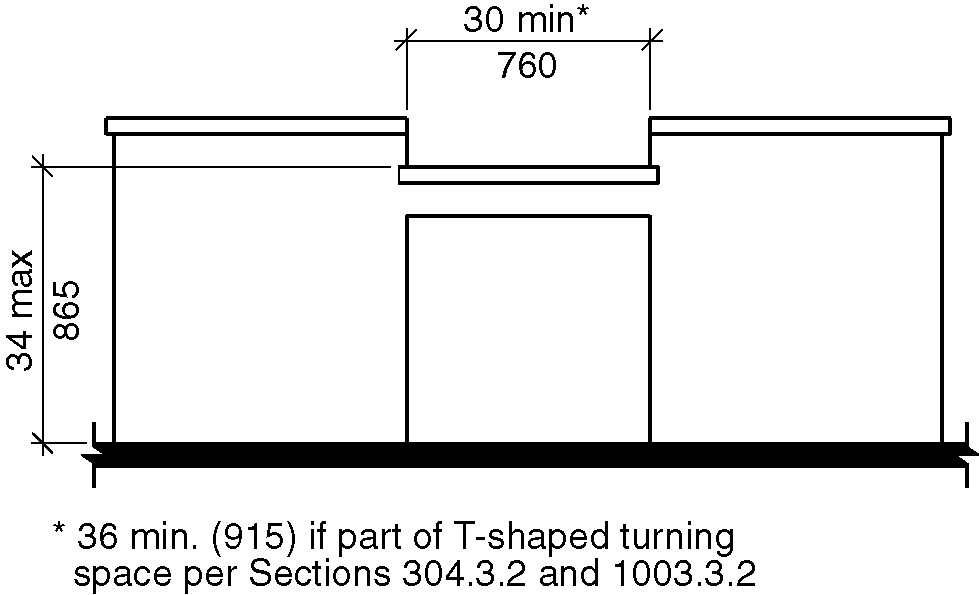 30 min*
760
34 max
865
* 36 min. (915) if part of T-shaped turning
space per Sections 304.3.2 and 1003.3.2